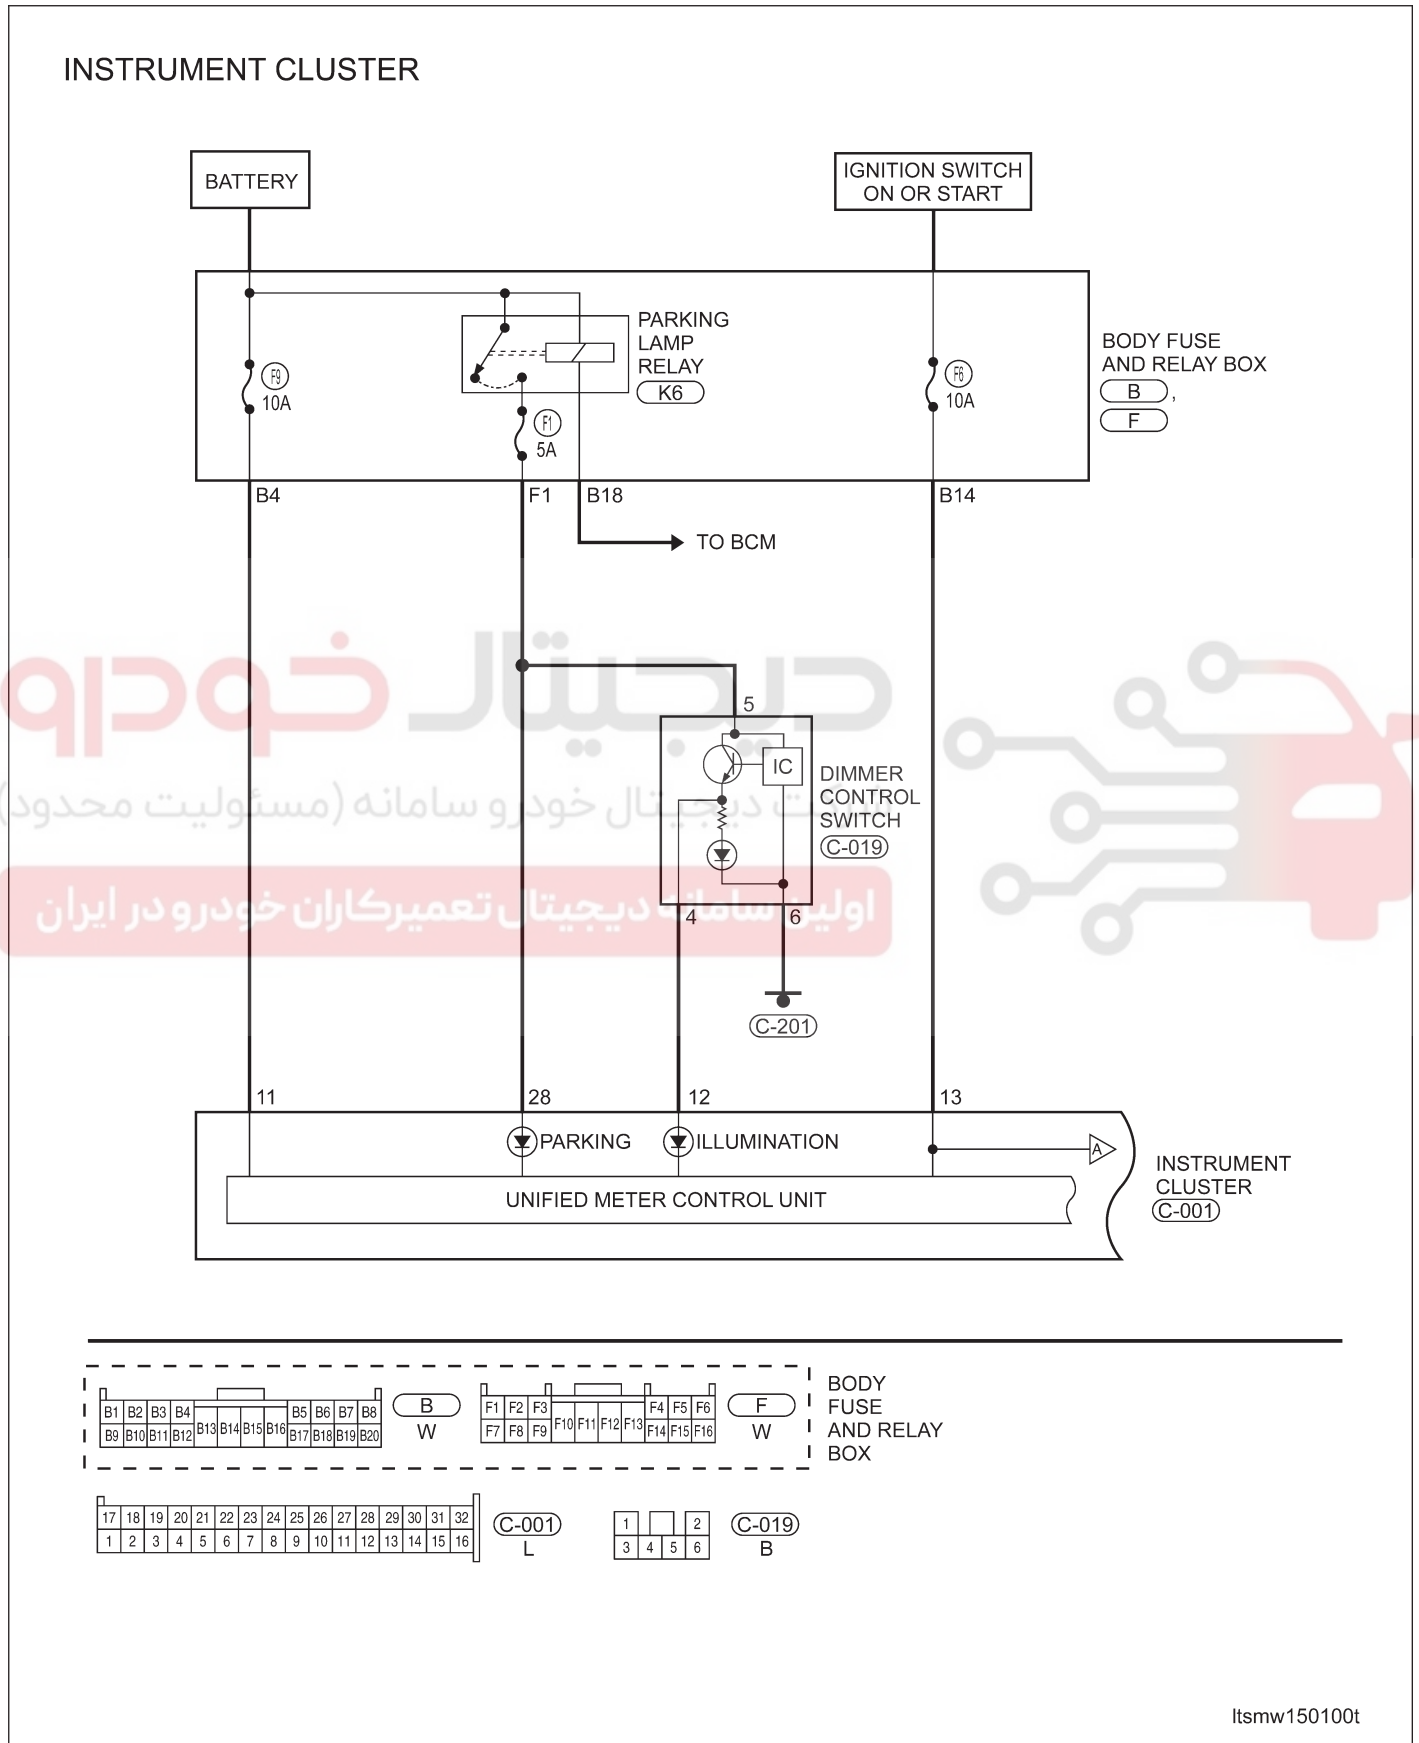 INSTRUMENT CLUSTER
BATTERY
IGNITION SWITCH
ON OR START
PARKING
LAMP
RELAY
K6
F9
10A
F1
5A
F6
10A
BODY FUSE
AND RELAY BOX
B ,
F
B4
F1
B18
B14
TO BCM
دیجیتال خودرو
شرکت دیجیتال خودرو سامانه (مسئولیت محدود)
اولین سامانه دیجیتال تعمیرکاران خودرو در ایران
5
IC
DIMMER
CONTROL
SWITCH
C-019
4
6
C-201
11
28
12
13
PARKING
ILLUMINATION
A
UNIFIED METER CONTROL UNIT
INSTRUMENT
CLUSTER
C-001
B1 B2 B3 B4 B5 B6 B7 B8
B13 B14 B15 B16
B9 B10 B11 B12 B17 B18 B19 B20
B
W
F1 F2 F3 F4 F5 F6
F10 F11 F12 F13
F7 F8 F9 F14 F15 F16
F
W
BODY
FUSE
AND RELAY
BOX
17 18 19 20 21 22 23 24 25 26 27 28 29 30 31 32
1 2 3 4 5 6 7 8 9 10 11 12 13 14 15 16
C-001
L
1 2
3 4 5 6
C-019
B
ltsmw150100t